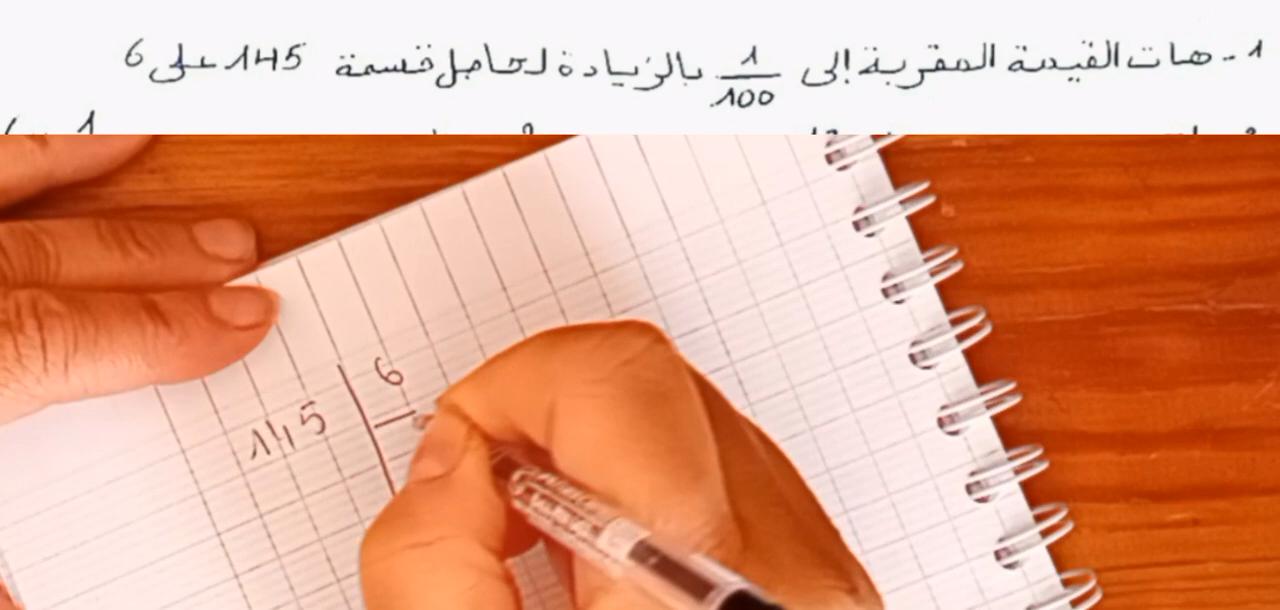 1 - هات القيمة المقربة إلى 1/100 بالزيادة لحاصل قسمة 145 على 6
145 6